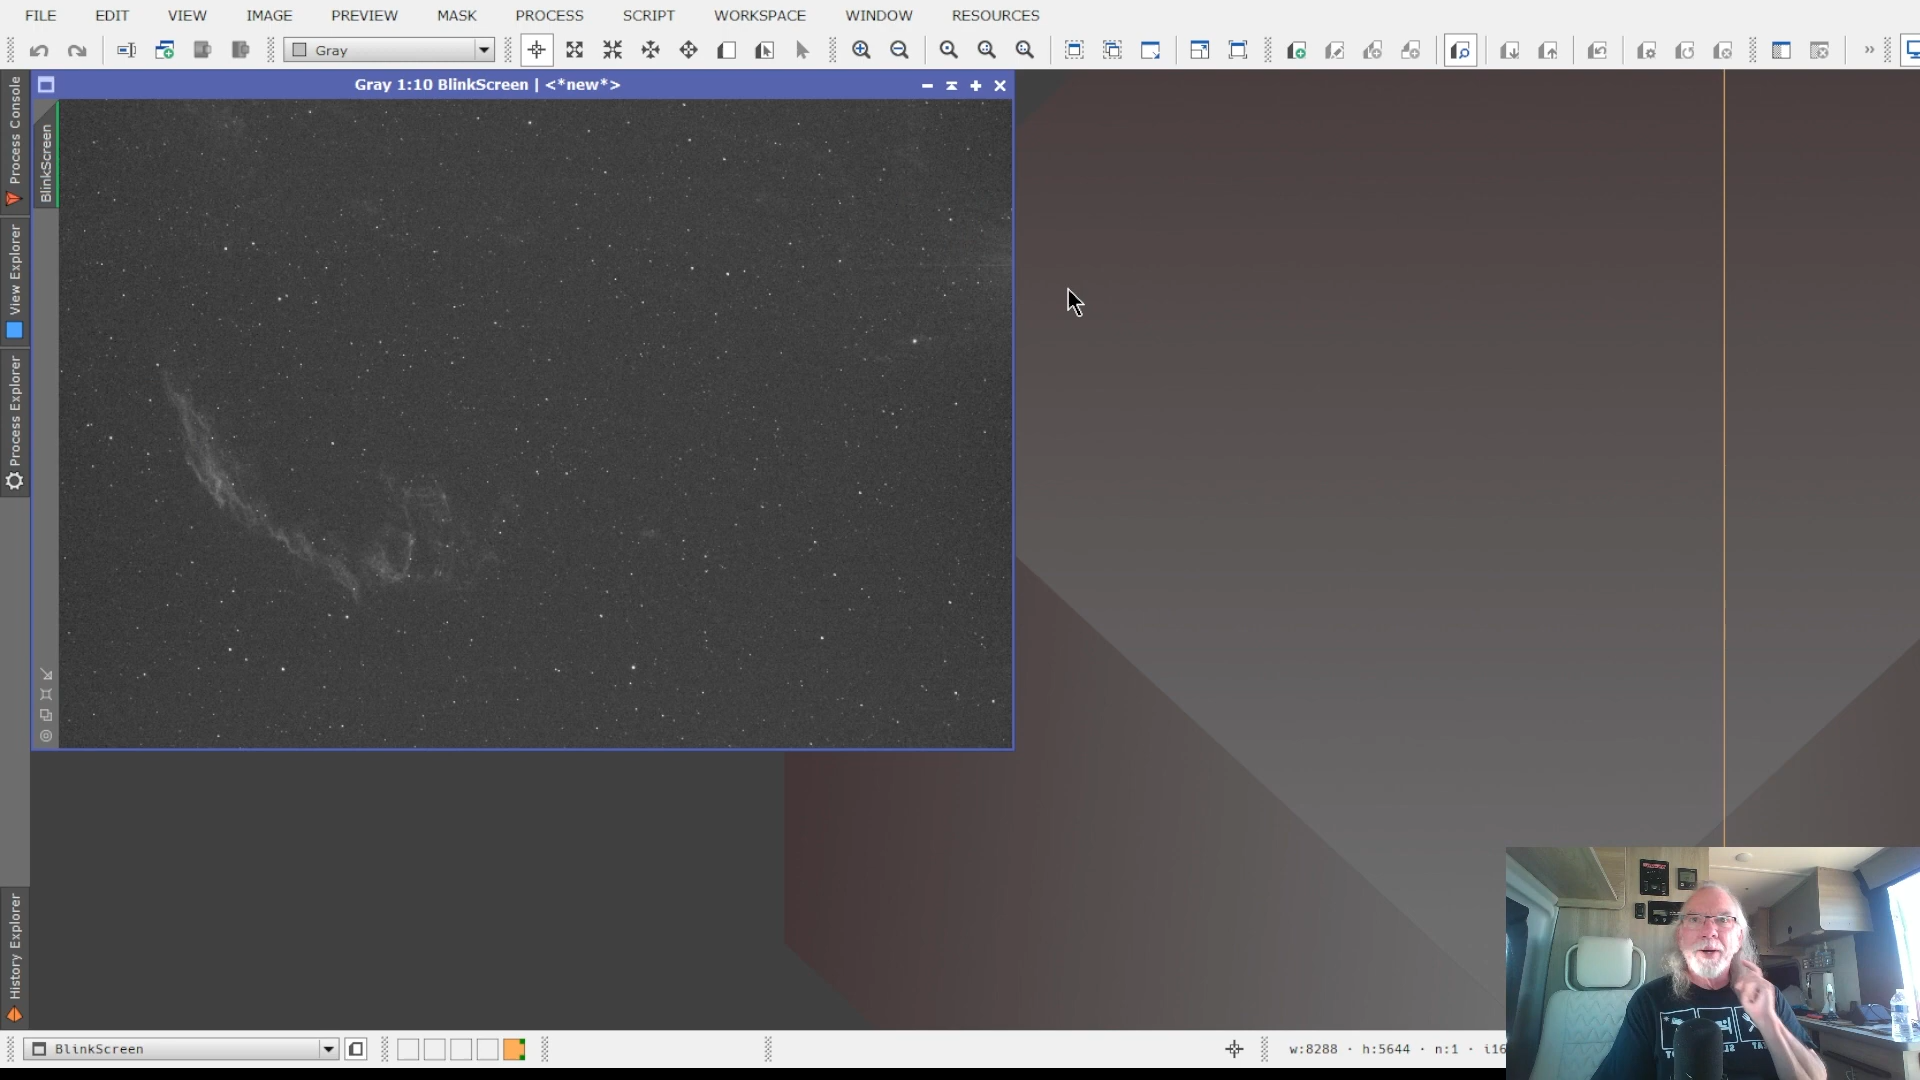 FILE EDIT VIEW IMAGE PREVIEW MASK PROCESS SCRIPT WORKSPACE WINDOW RESOURCES
Gray
Gray 1:10 BlinkScreen | <*new*>
BlinkScreen
Process Console
View Explorer
Process Explorer
History Explorer
BlinkScreen
w:8288 · h:5644 · n:1 · i16